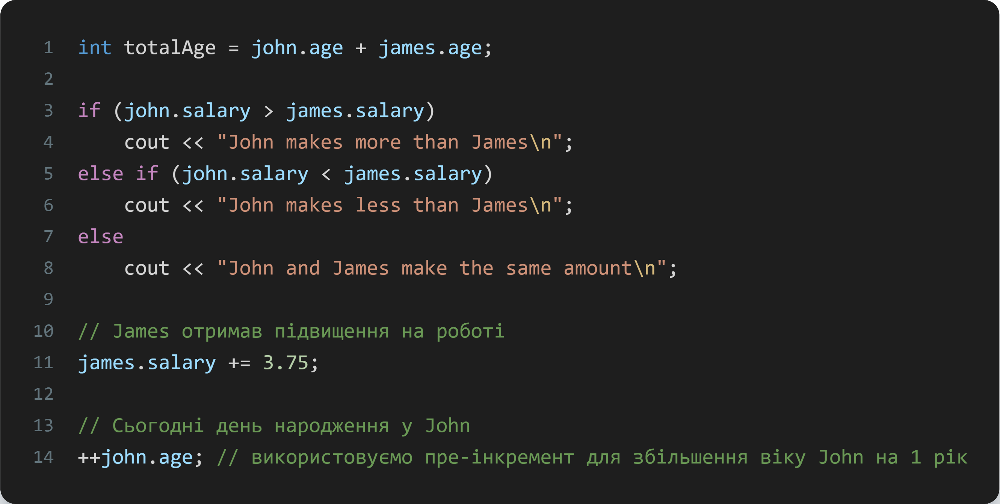 1 int totalAge = john.age + james.age;
2
3 if (john.salary > james.salary)
4     cout << "John makes more than James\n";
5 else if (john.salary < james.salary)
6     cout << "John makes less than James\n";
7 else
8     cout << "John and James make the same amount\n";
9
10 // James отримав підвищення на роботі
11 james.salary += 3.75;
12
13 // Сьогодні день народження у John
14 ++john.age; // використовуємо пре-інкремент для збільшення віку John на 1 рік